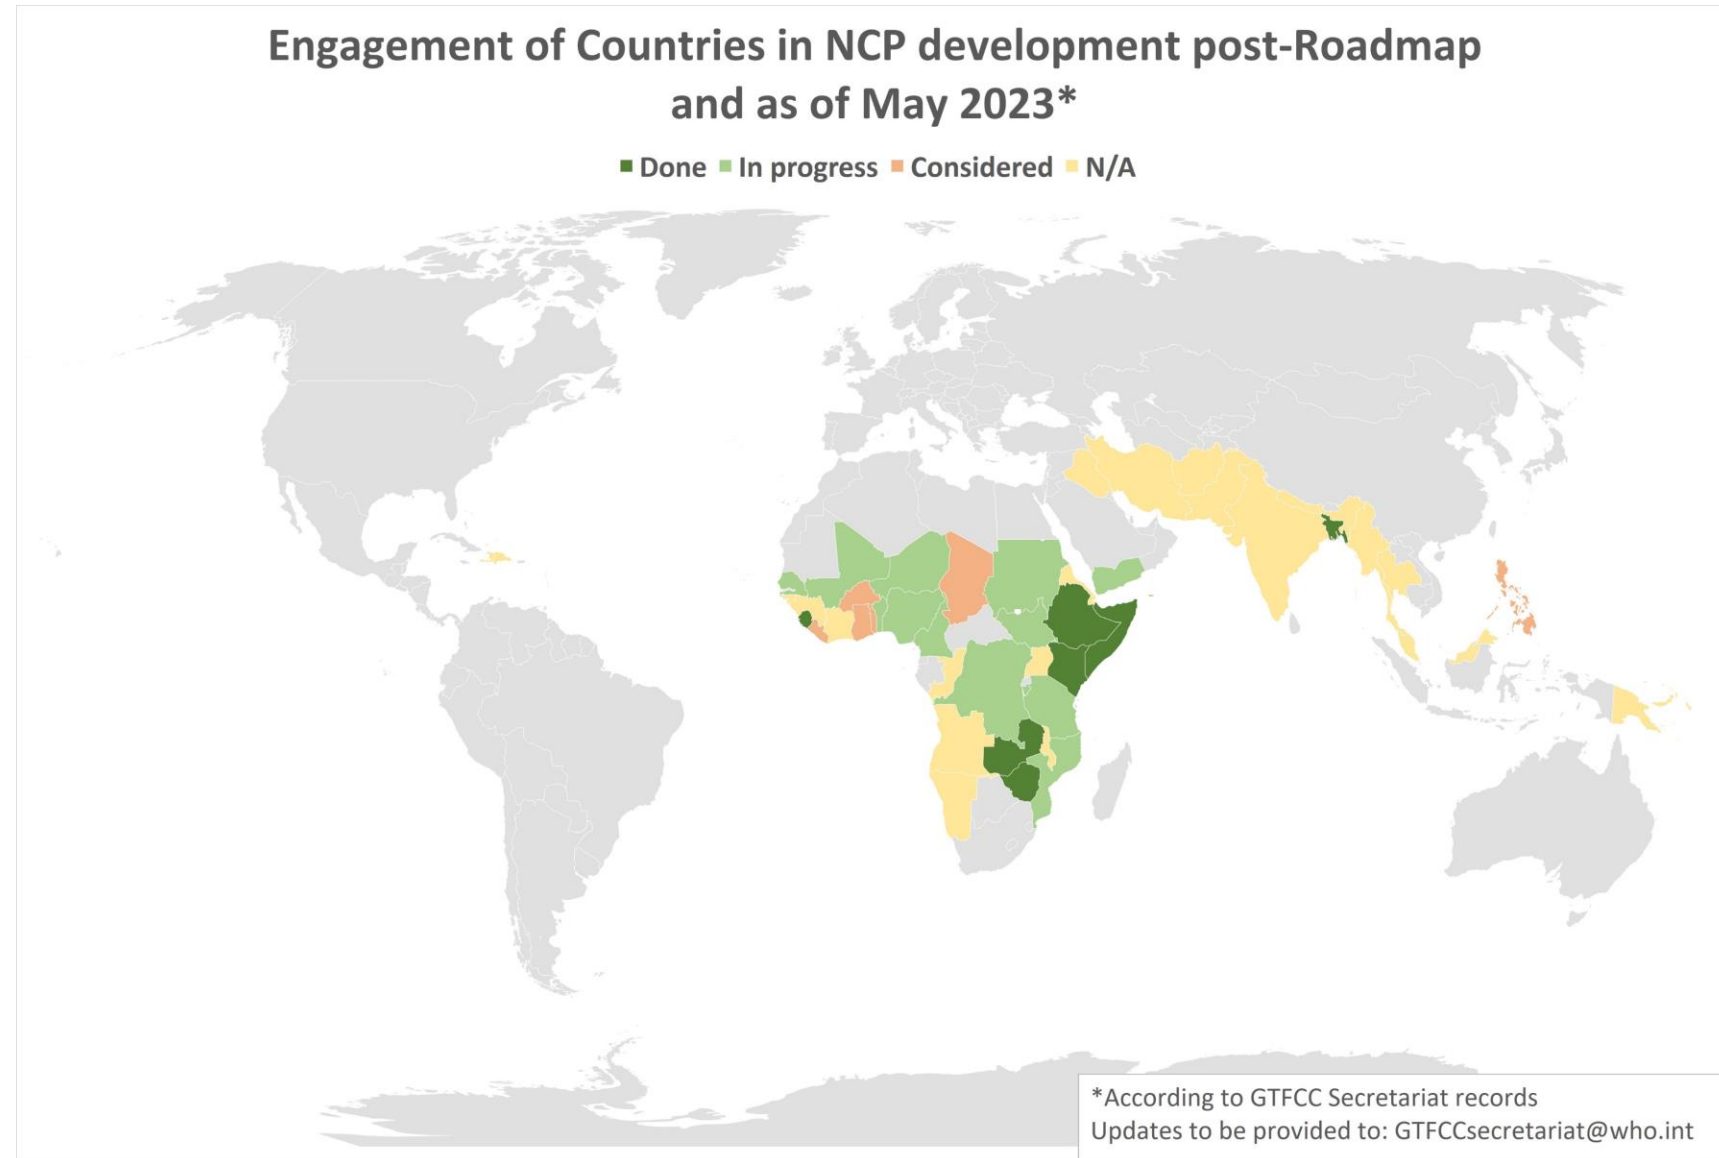 Engagement of Countries in NCP development post-Roadmap
and as of May 2023*
Done In progress Considered N/A
*According to GTFCC Secretariat records
Updates to be provided to: GTFCCsecretariat@who.int